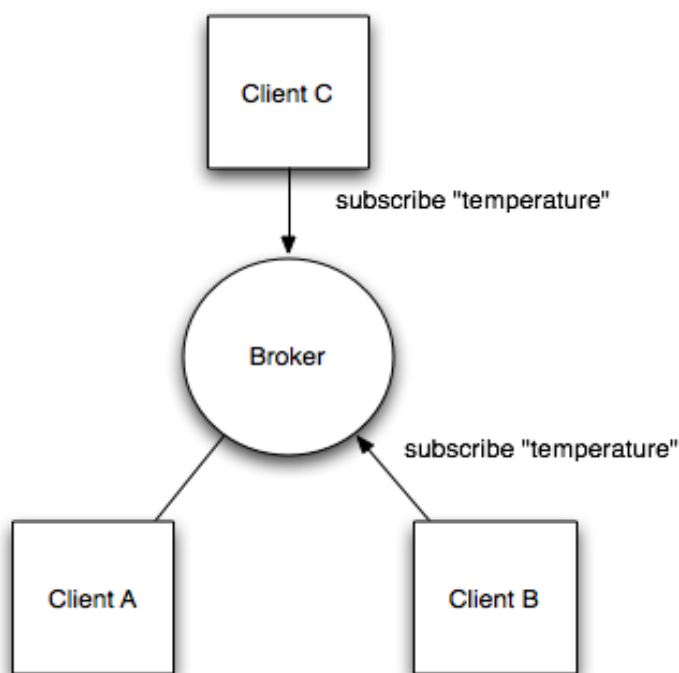 Client C
subscribe "temperature"
Broker
subscribe "temperature"
Client A
Client B